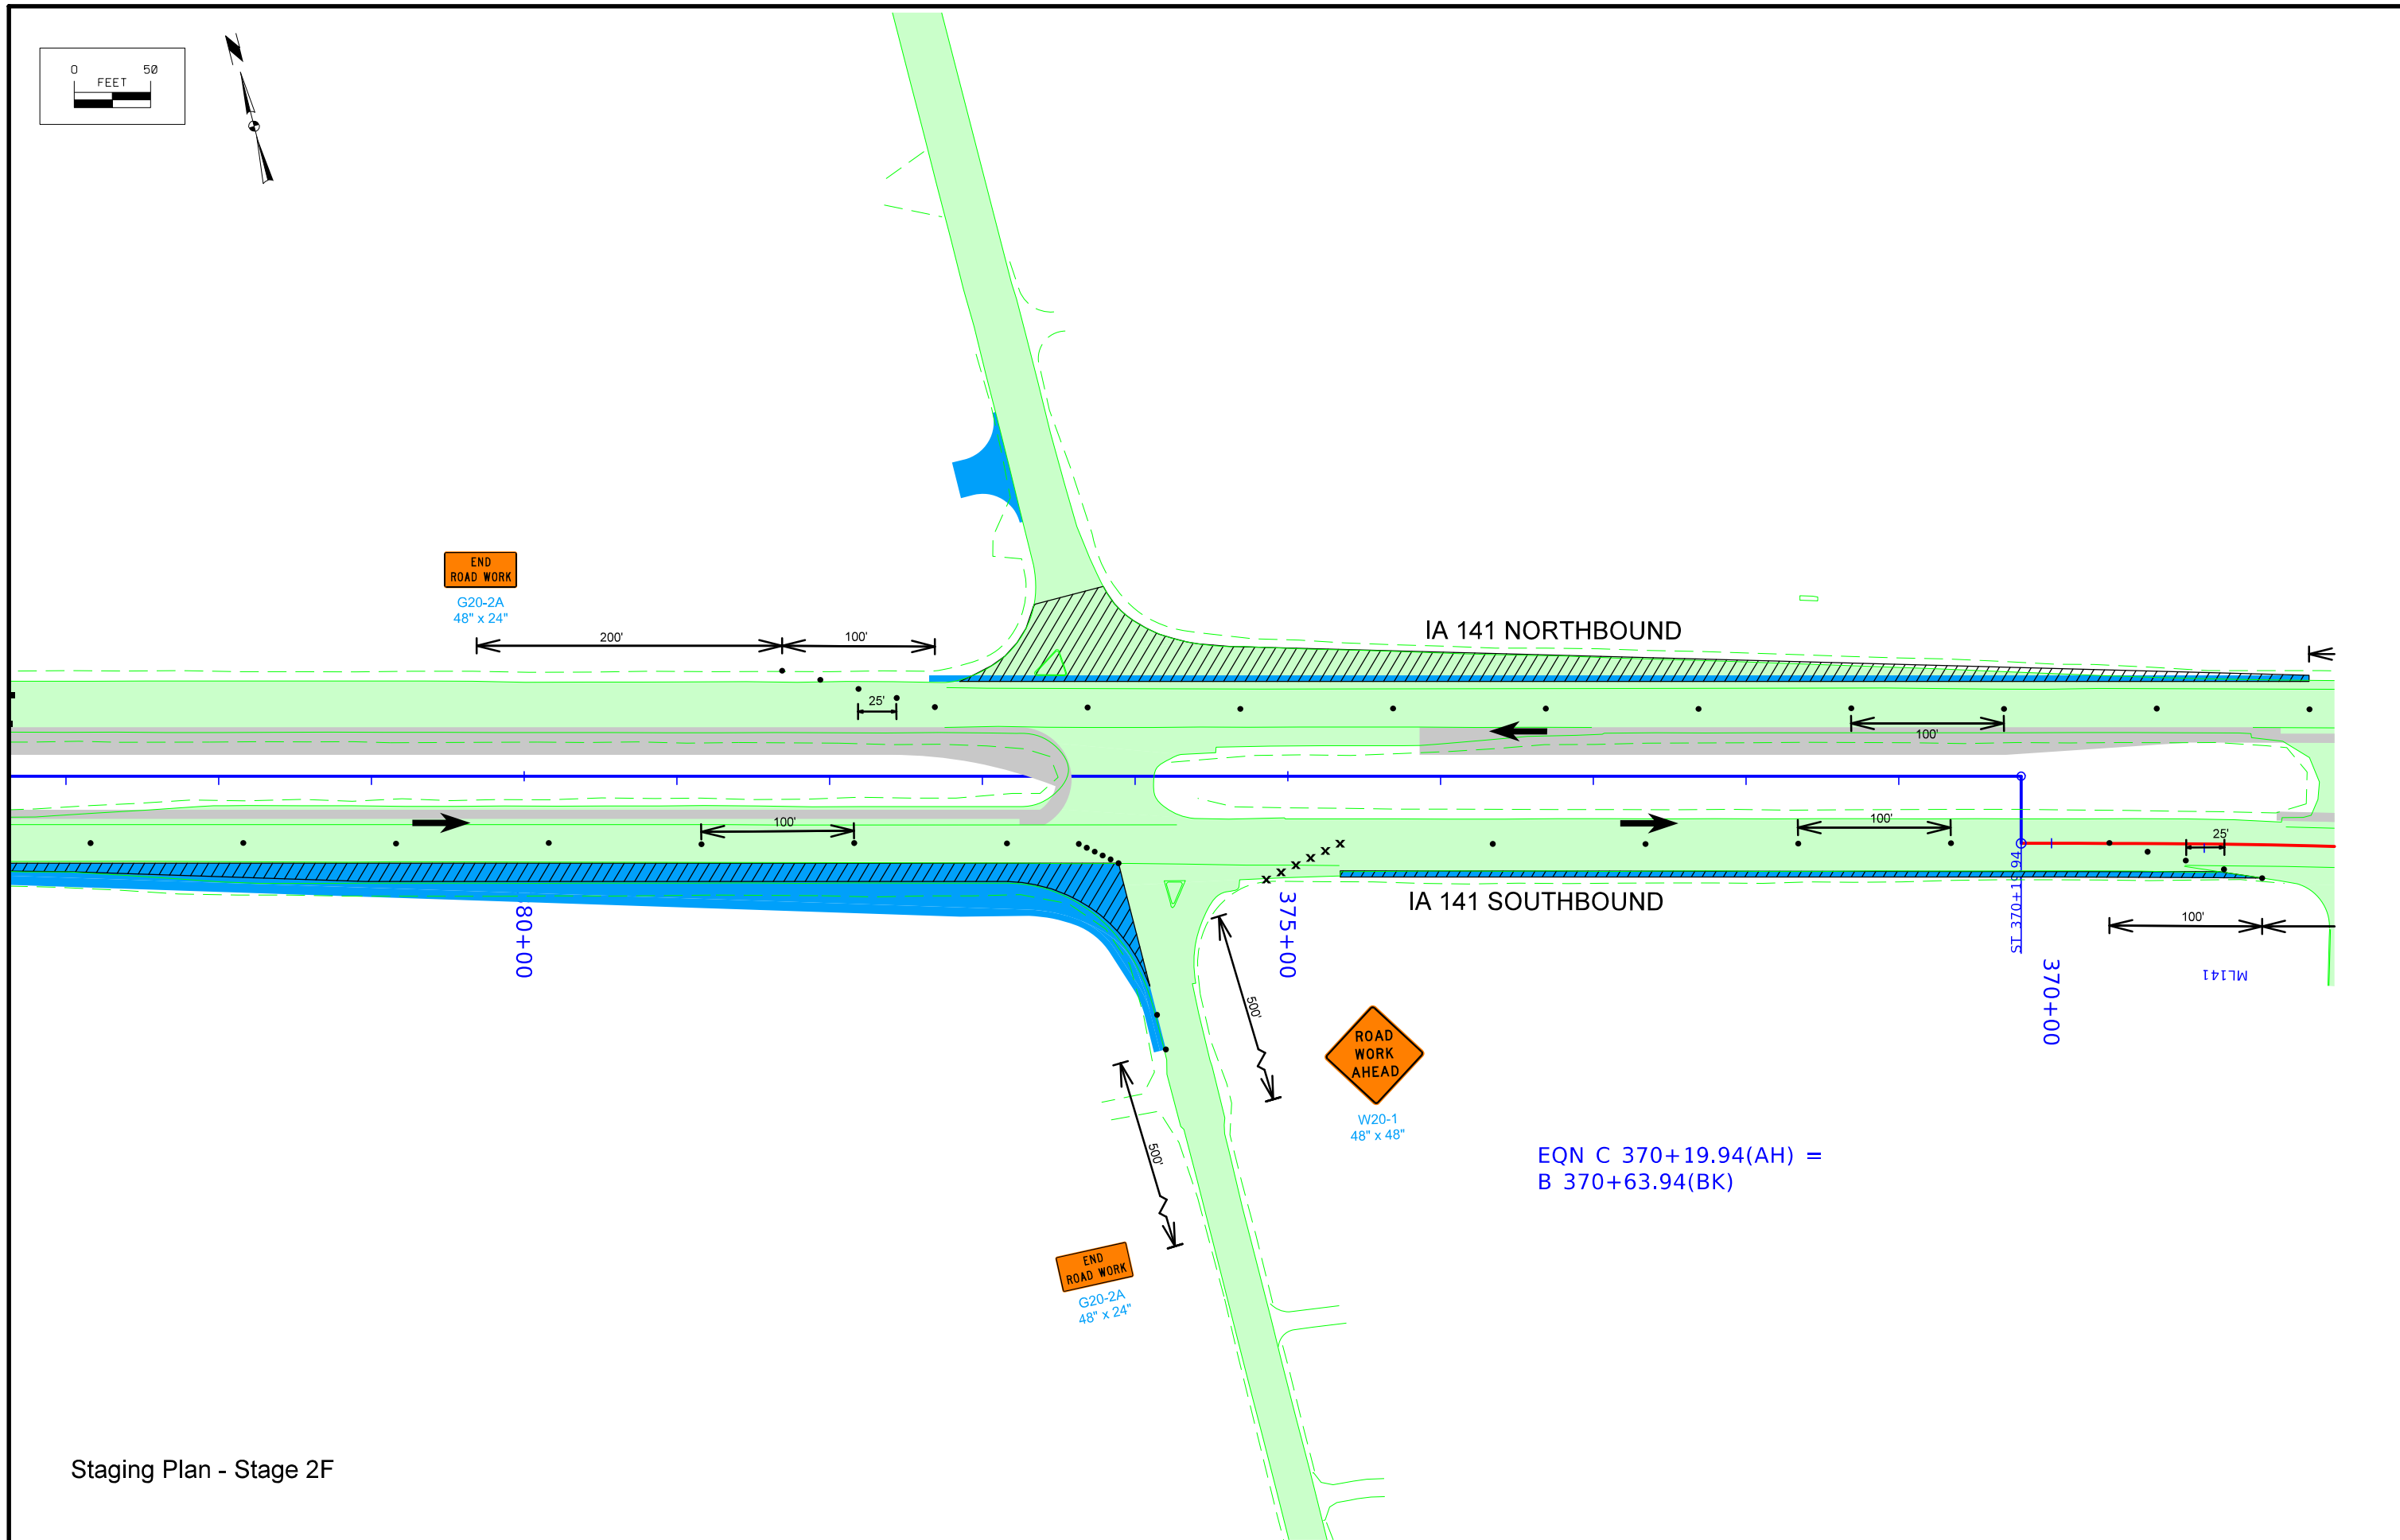 0 50
FEET
N
END
ROAD WORK
G20-2A
48" x 24"
200'
100'
25'
IA 141 NORTHBOUND
100'
100'
100'
25'
80+00
375+00
IA 141 SOUTHBOUND
ST 370+19.94
370+00
100'
ML141
500'
ROAD
WORK
AHEAD
W20-1
48" x 48"
500'
EQN C 370+19.94(AH) =
B 370+63.94(BK)
END
ROAD WORK
G20-2A
48" x 24"
Staging Plan - Stage 2F